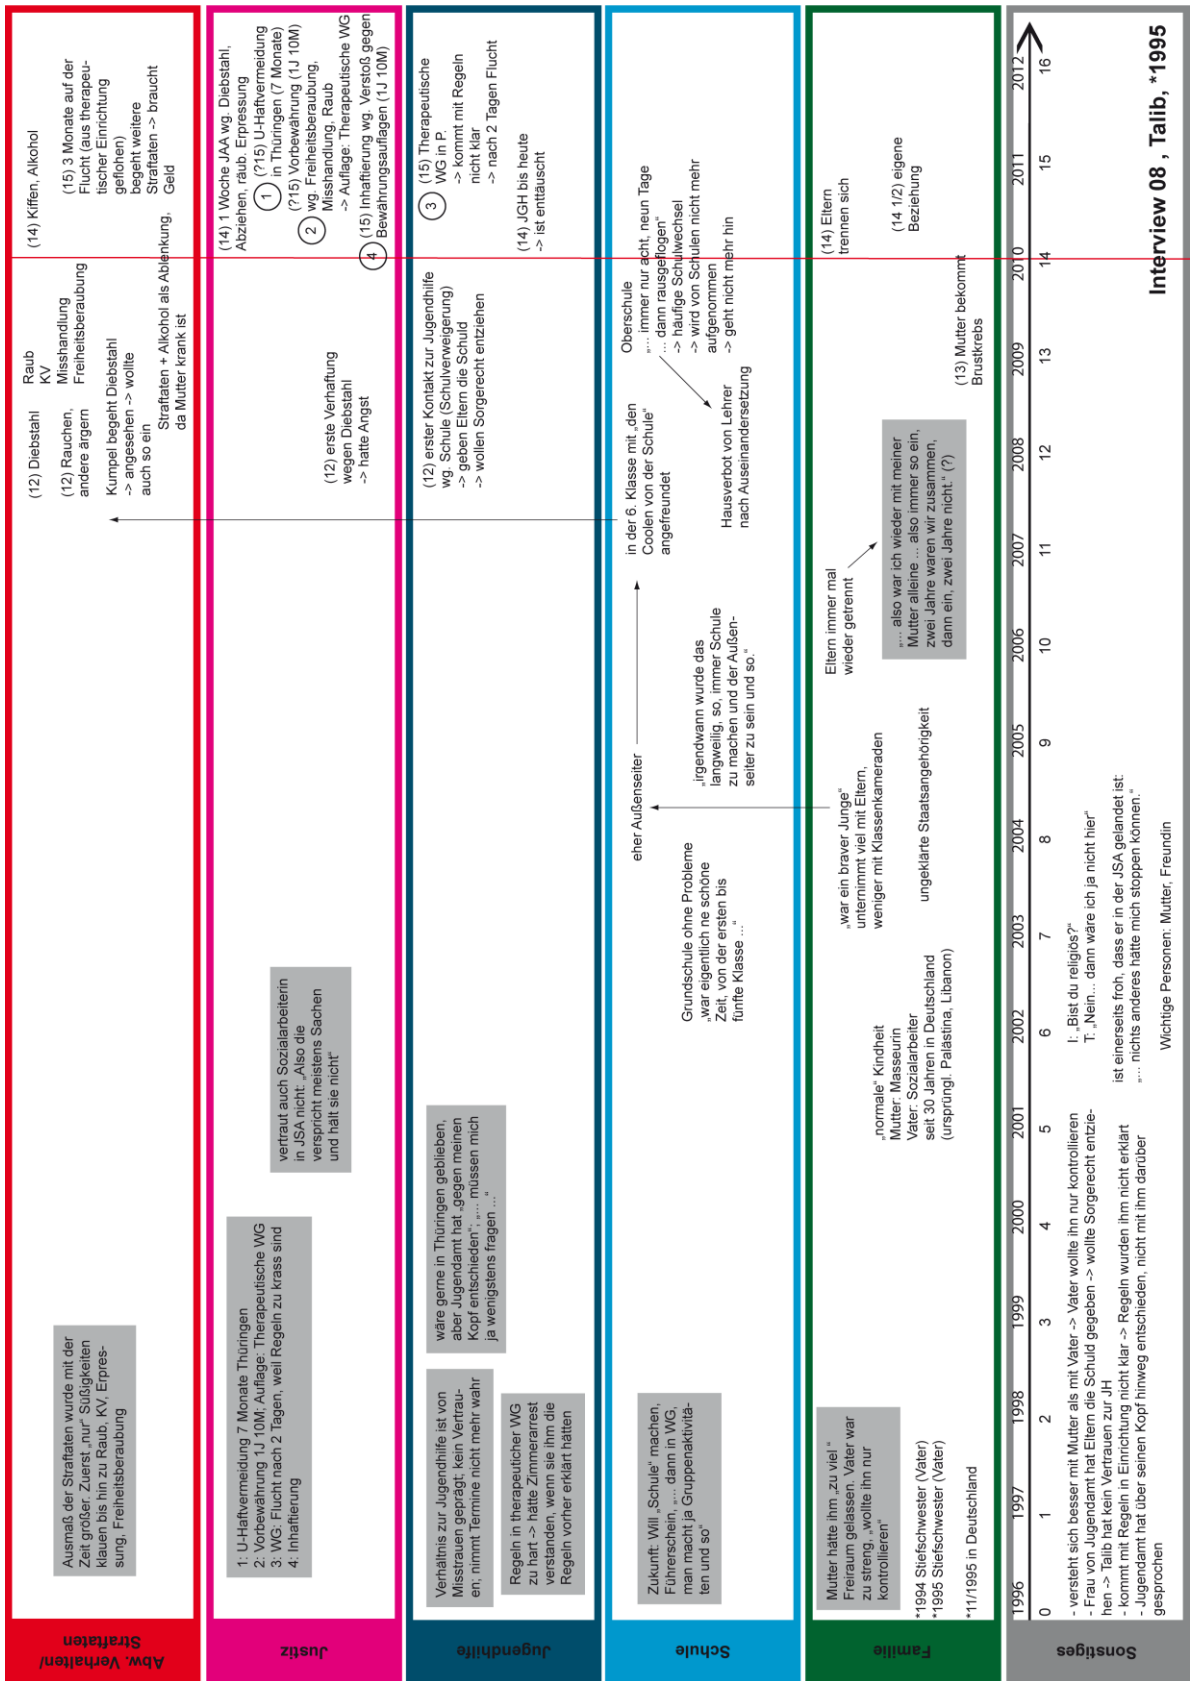 Abw. Verhalten/
Straftaten
Ausmaß der Straftaten wurde mit der
Zeit größer. Zuerst „nur“ Süßigkeiten
klauen bis hin zu Raub, KV, Erpres-
sung, Freiheitsberaubung
(12) Diebstahl
(12) Rauchen,
andere ärgern
Kumpel begeht Diebstahl
-> angesehen -> wollte
auch so ein
Raub
KV
Misshandlung
Freiheitsberaubung
Straftaten + Alkohol als Ablenkung,
da Mutter krank ist
(14) Kiffen, Alkohol
(15) 3 Monate auf der
Flucht (aus therapeu-
tischer Einrichtung
geflohen)
begeht weitere
Straftaten -> braucht
Geld
Justiz
1: U-Haftvermeidung 7 Monate Thüringen
2: Vorbewährung 1J 10M; Auflage: Therapeutische WG
3: WG: Flucht nach 2 Tagen, weil Regeln zu krass sind
4: Inhaftierung
vertraut auch Sozialarbeiterin
in JSA nicht: „Also die
verspricht meistens Sachen
und hält sie nicht“
(12) erste Verhaftung
wegen Diebstahl
-> hatte Angst
(14) 1 Woche JAA wg. Diebstahl,
Abziehen, räub. Erpressung
1 (?15) U-Haftvermeidung
in Thüringen (7 Monate)
(?15) Vorbewährung (1J 10M)
2 wg. Freiheitsberaubung,
Misshandlung, Raub
-> Auflage: Therapeutische WG
(15) Inhaftierung wg. Verstoß gegen
4 Bewährungsauflagen (1J 10M)
Jugendhilfe
Verhältnis zur Jugendhilfe ist von
Misstrauen geprägt; kein Vertrau-
en; nimmt Termine nicht mehr wahr
Regeln in therapeuticher WG
zu hart -> hätte Zimmerarrest
verstanden, wenn sie ihm die
Regeln vorher erklärt hätten
wäre gerne in Thüringen geblieben,
aber Jugendamt hat „gegen meinen
Kopf entschieden“; „... müssen mich
ja wenigstens fragen ...“
(12) erster Kontakt zur Jugendhilfe
wg. Schule (Schulverweigerung)
-> geben Eltern die Schuld
-> wollen Sorgerecht entziehen
3 (15) Therapeutische
WG in P.
-> kommt mit Regeln
nicht klar
-> nach 2 Tagen Flucht
(14) JGH bis heute
-> ist enttäuscht
Schule
Zukunft: Will „Schule“ machen,
Führerschein, „... dann in WG,
man macht ja Gruppenaktivitä-
ten und so“
Grundschule ohne Probleme
„war eigentlich ne schöne
Zeit, von der ersten bis
fünfte Klasse ...“
eher Außenseiter
„irgendwann wurde das
langweilig, so, immer Schule
zu machen und der Außen-
seiter zu sein und so.“
in der 6. Klasse mit „den
Coolen von der Schule“
angefreundet
Hausverbot von Lehrer
nach Auseinandersetzung
Oberschule
„... immer nur acht, neun Tage
... dann rausgeflogen“
-> häufige Schulwechsel
-> wird von Schulen nicht mehr
aufgenommen
-> geht nicht mehr hin
Familie
Mutter hätte ihm „zu viel“
Freiraum gelassen. Vater war
zu streng, „wollte ihn nur
kontrollieren“
*1994 Stiefschwester (Vater)
*1995 Stiefschwester (Vater)
*11/1995 in Deutschland
„normale“ Kindheit
Mutter: Masseurin
Vater: Sozialarbeiter
seit 30 Jahren in Deutschland
(ursprüngl. Palästina, Libanon)
„war ein braver Junge“
unternimmt viel mit Eltern,
weniger mit Klassenkameraden
ungeklärte Staatsangehörigkeit
Eltern immer mal
wieder getrennt
„... also war ich wieder mit meiner
Mutter alleine ... also immer so ein,
zwei Jahre waren wir zusammen,
dann ein, zwei Jahre nicht.“ (?)
(13) Mutter bekommt
Brustkrebs
(14) Eltern
trennen sich
(14 1/2) eigene
Beziehung
Sonstiges
1996 1997 1998 1999 2000 2001 2002 2003 2004 2005 2006 2007 2008 2009 2010 2011 2012
0 1 2 3 4 5 6 7 8 9 10 11 12 13 14 15 16
- versteht sich besser mit Mutter als mit Vater -> Vater wollte ihn nur kontrollieren
- Frau von Jugendamt hat Eltern die Schuld gegeben -> wollte Sorgerecht entzie-
hen -> Talib hat kein Vertrauen zur JH
- kommt mit Regeln in Einrichtung nicht klar -> Regeln wurden ihm nicht erklärt
- Jugendamt hat über seinen Kopf hinweg entschieden, nicht mit ihm darüber
gesprochen
I: „Bist du religiös?“
T: „Nein... dann wäre ich ja nicht hier“
ist einerseits froh, dass er in der JSA gelandet ist:
„... nichts anderes hätte mich stoppen können.“
Wichtige Personen: Mutter, Freundin
Interview 08 , Talib, *1995